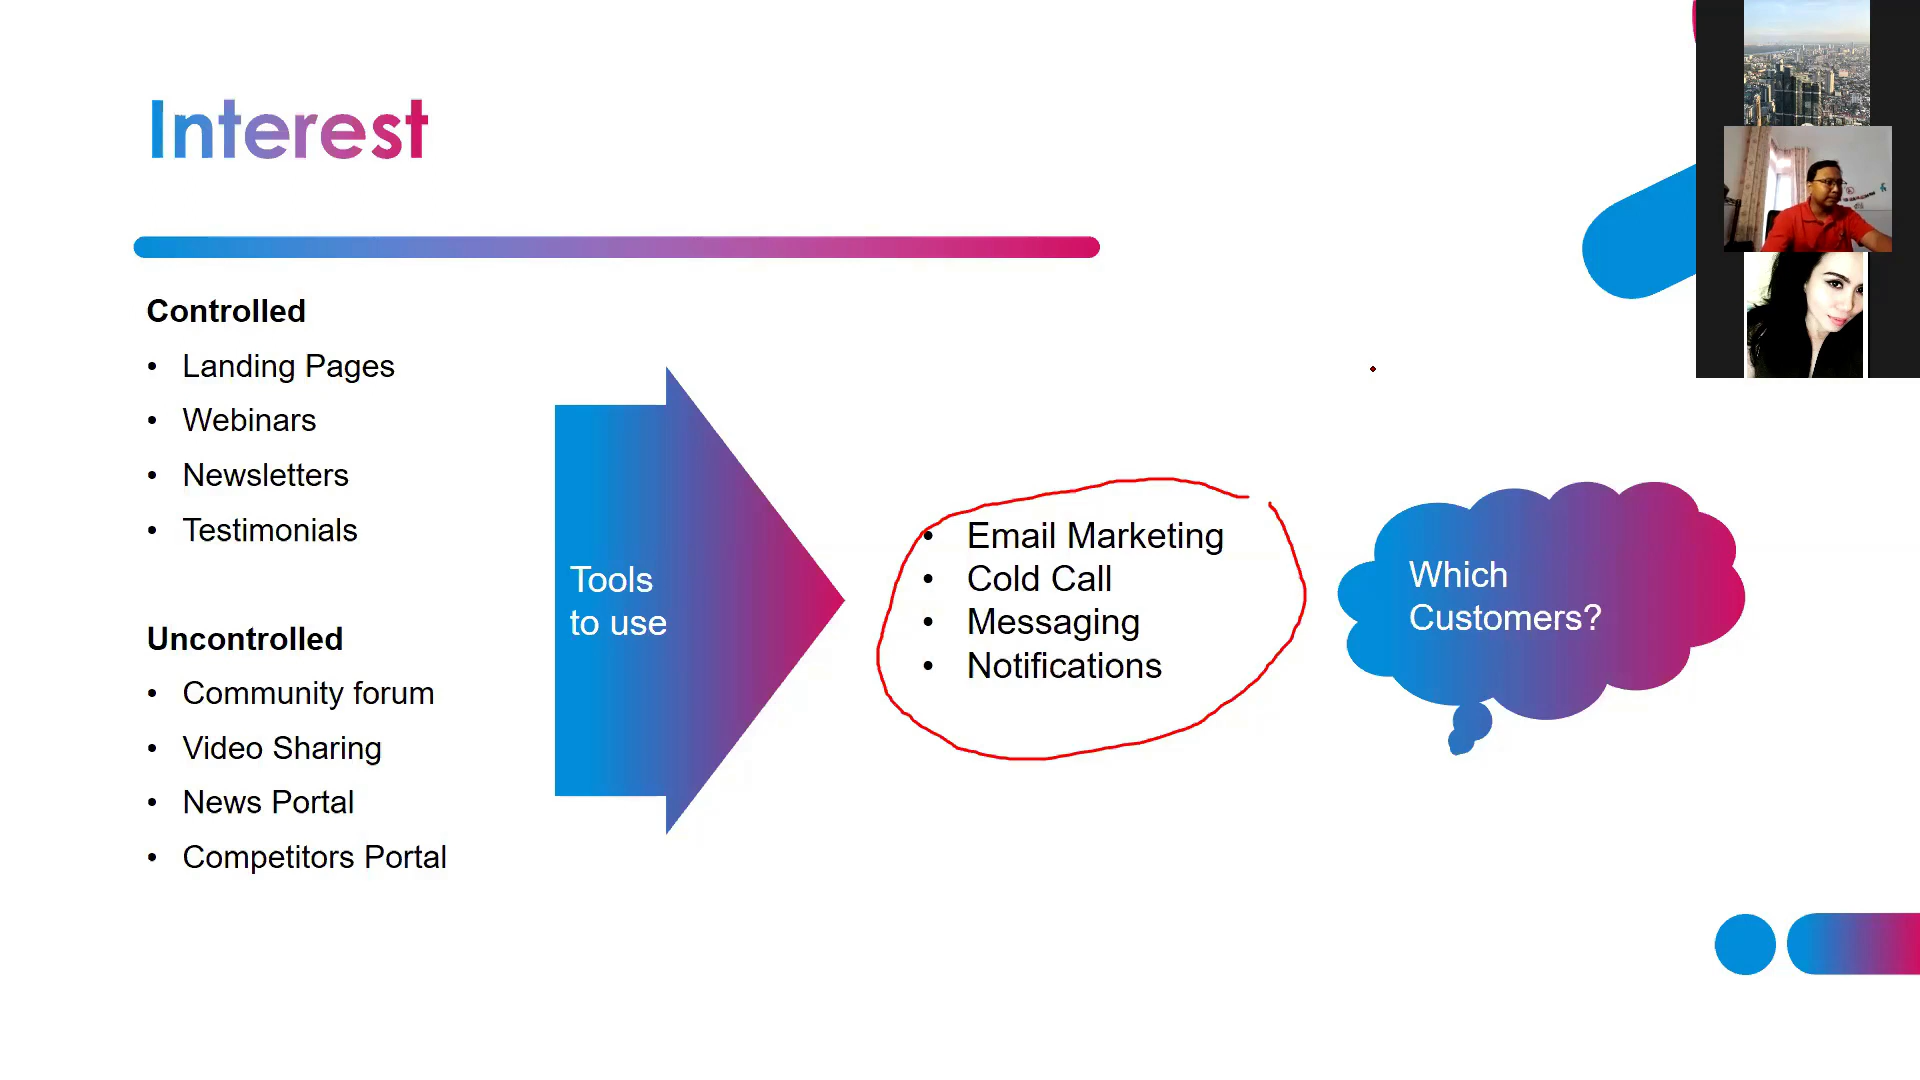 Interest
Controlled
• Landing Pages
• Webinars
• Newsletters
• Testimonials
Uncontrolled
• Community forum
• Video Sharing
• News Portal
• Competitors Portal
Tools
to use
• Email Marketing
• Cold Call
• Messaging
• Notifications
Which
Customers?